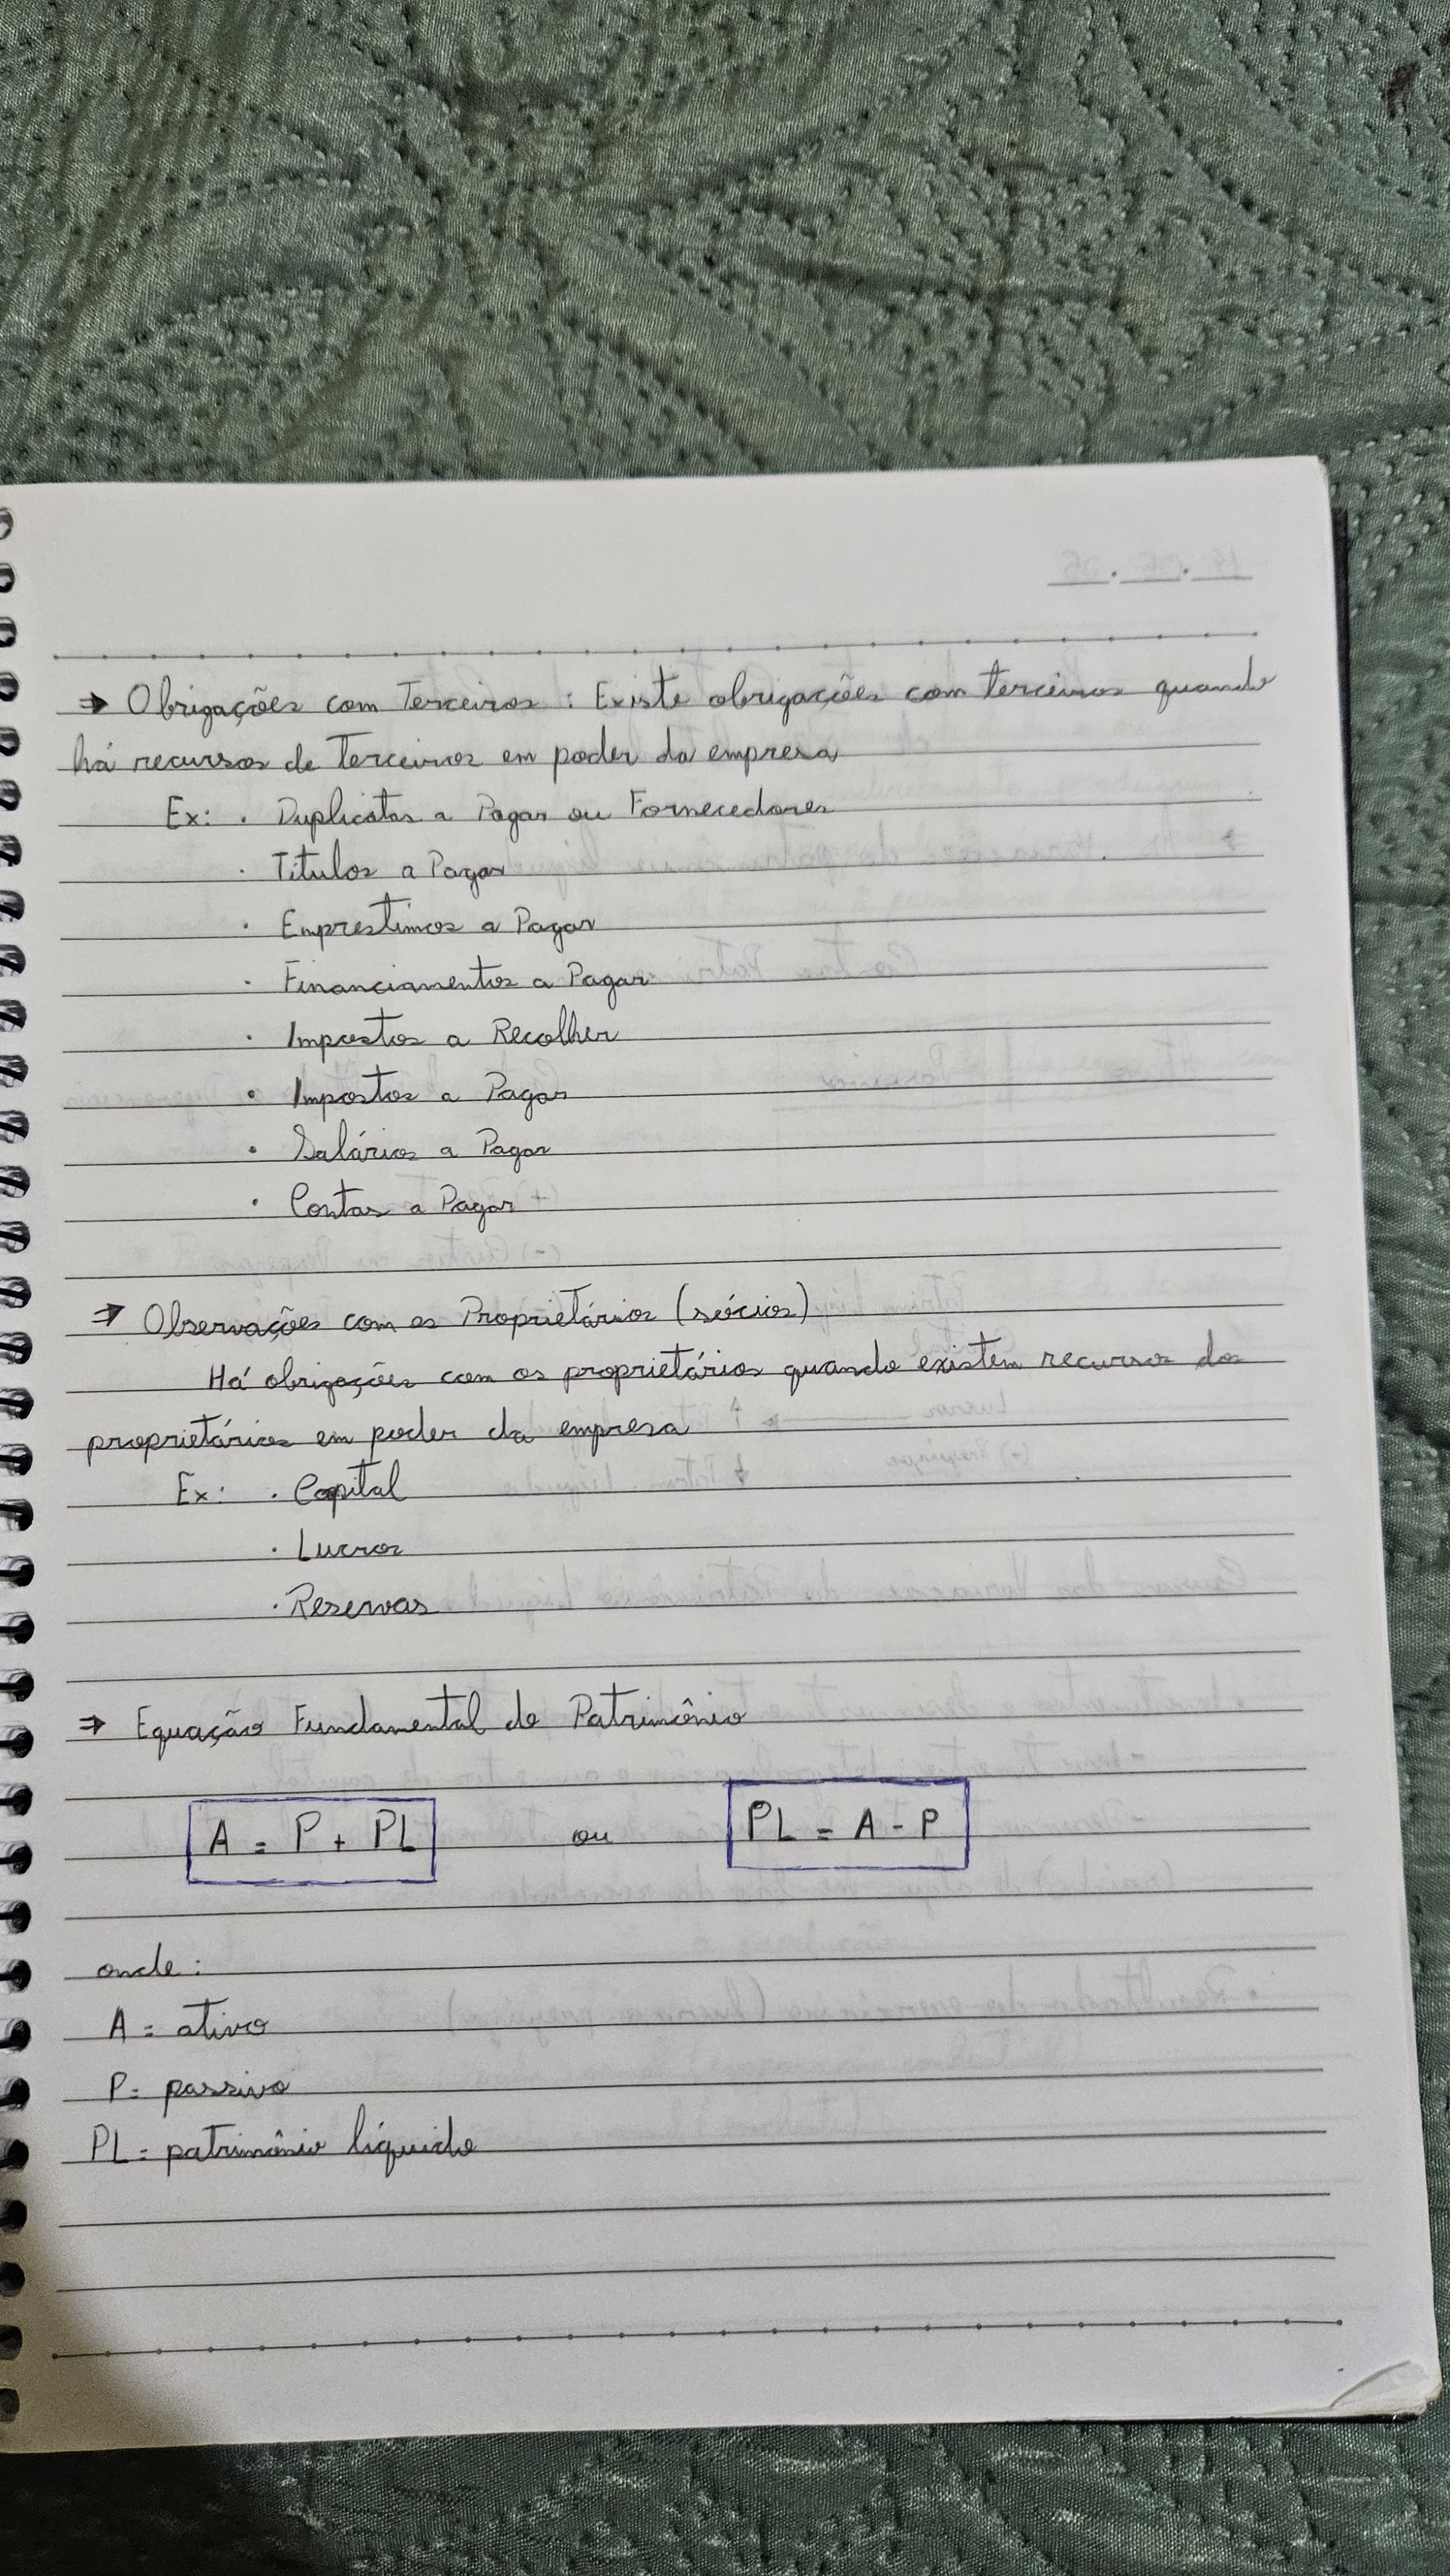 ⇒ Obrigações com Terceiros: Existe obrigações com terceiros quando
há recursos de Terceiros em poder da empresa
Ex: · Duplicatas a Pagar ou Fornecedores
· Titulos a Pagar
· Emprestimos a Pagar
· Financiamentos a Pagar
· Impostos a Recolher
· Impostos a Pagar
· Salários a Pagar
· Contas a Pagar
⇒ Observações com os Proprietários (sócios)
Há obrigações com os proprietários quando existem recursos dos
proprietários em poder da empresa
Ex: · Capital
· Lucros
· Reservas
⇒ Equação Fundamental do Patrimônio
A = P + PL ou PL = A - P
onde:
A = ativo
P = passivo
PL = patrimônio líquido